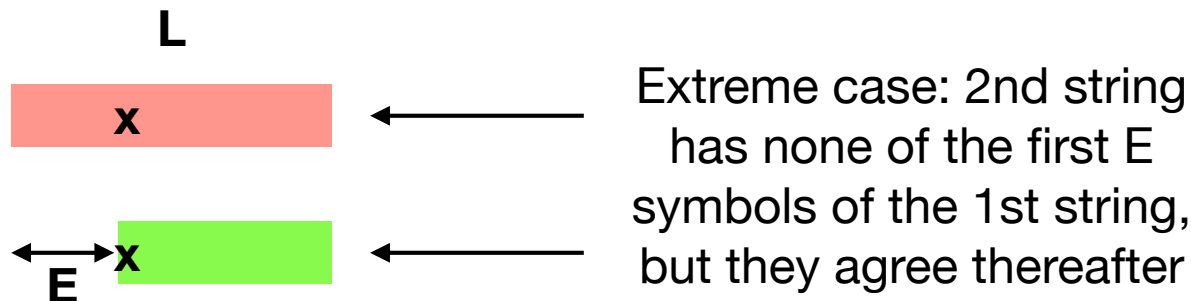 L
x
x
E
Extreme case: 2nd string
has none of the first E
symbols of the 1st string,
but they agree thereafter